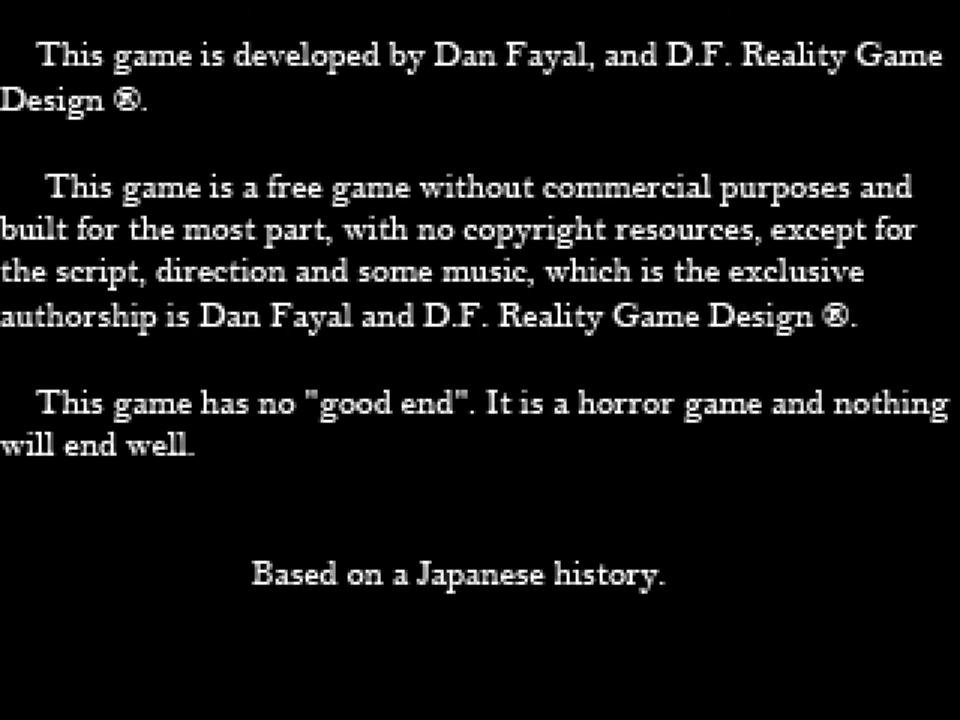 This game is developed by Dan Fayal, and D.F. Reality Game
Design ®.
This game is a free game without commercial purposes and
built for the most part, with no copyright resources, except for
the script, direction and some music, which is the exclusive
authorship is Dan Fayal and D.F. Reality Game Design ®.
This game has no "good end". It is a horror game and nothing
will end well.
Based on a Japanese history.